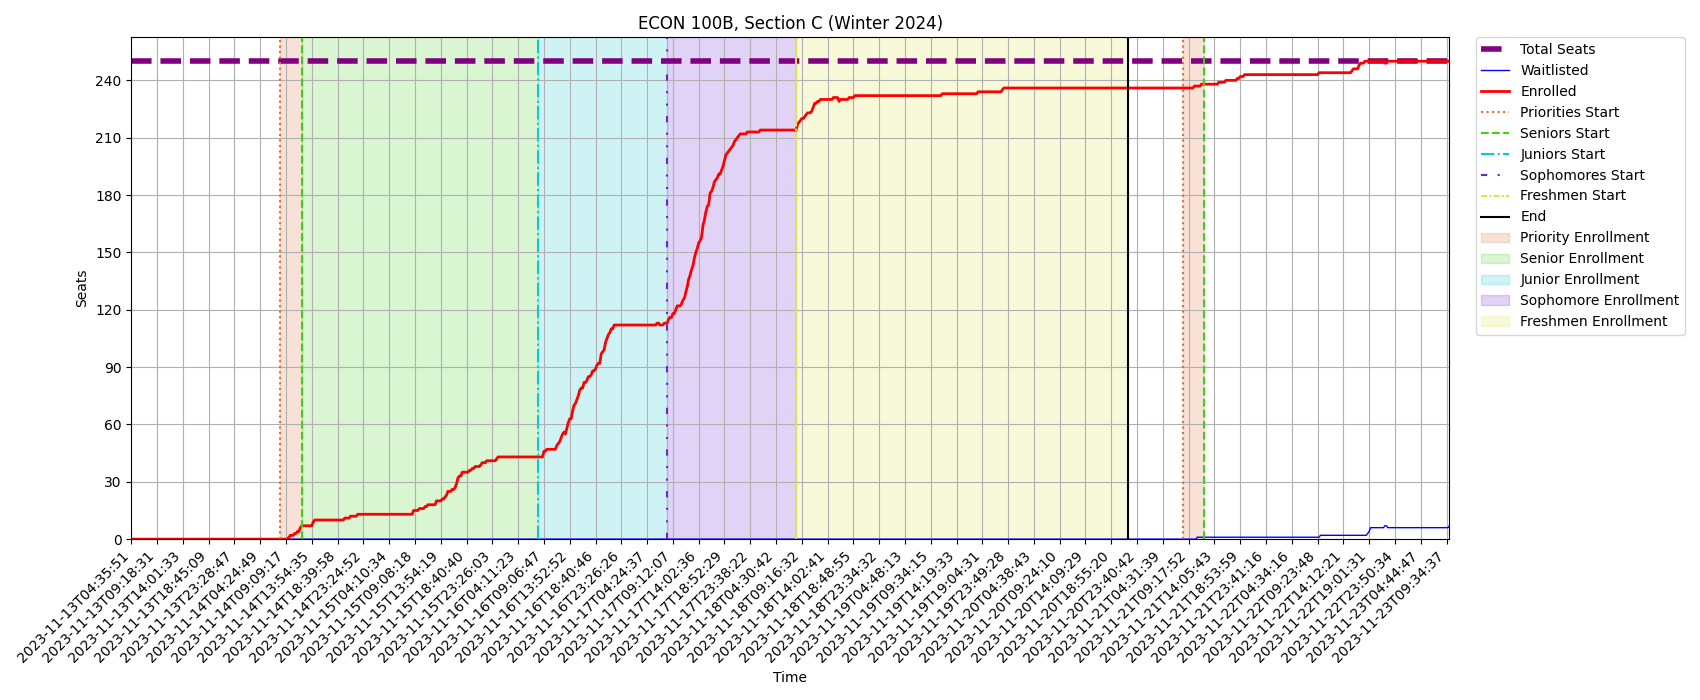 ECON 100B, Section C (Winter 2024)
Seats
240
210
180
150
120
90
60
30
0
2023-11-13T04:35:51
2023-11-13T09:18:31
2023-11-13T14:01:33
2023-11-13T18:45:09
2023-11-13T23:28:47
2023-11-14T04:24:49
2023-11-14T09:09:17
2023-11-14T13:54:35
2023-11-14T18:39:58
2023-11-14T23:24:52
2023-11-15T04:10:34
2023-11-15T09:08:18
2023-11-15T13:54:19
2023-11-15T18:40:40
2023-11-15T23:26:03
2023-11-16T04:11:23
2023-11-16T09:06:47
2023-11-16T13:52:52
2023-11-16T18:40:46
2023-11-16T23:26:26
2023-11-17T04:24:37
2023-11-17T09:12:07
2023-11-17T14:02:36
2023-11-17T18:52:29
2023-11-17T23:38:22
2023-11-18T04:30:42
2023-11-18T09:16:32
2023-11-18T14:02:41
2023-11-18T18:48:55
2023-11-18T23:34:32
2023-11-19T04:48:13
2023-11-19T09:34:15
2023-11-19T14:19:33
2023-11-19T19:04:31
2023-11-19T23:49:28
2023-11-20T04:38:43
2023-11-20T09:24:10
2023-11-20T14:09:29
2023-11-20T18:55:20
2023-11-20T23:40:42
2023-11-21T04:31:39
2023-11-21T09:17:52
2023-11-21T14:05:43
2023-11-21T18:53:59
2023-11-21T23:41:16
2023-11-22T04:34:16
2023-11-22T09:23:48
2023-11-22T14:12:21
2023-11-22T19:01:31
2023-11-22T23:50:34
2023-11-23T04:44:47
2023-11-23T09:34:37
Time
Total Seats
Waitlisted
Enrolled
Priorities Start
Seniors Start
Juniors Start
Sophomores Start
Freshmen Start
End
Priority Enrollment
Senior Enrollment
Junior Enrollment
Sophomore Enrollment
Freshmen Enrollment